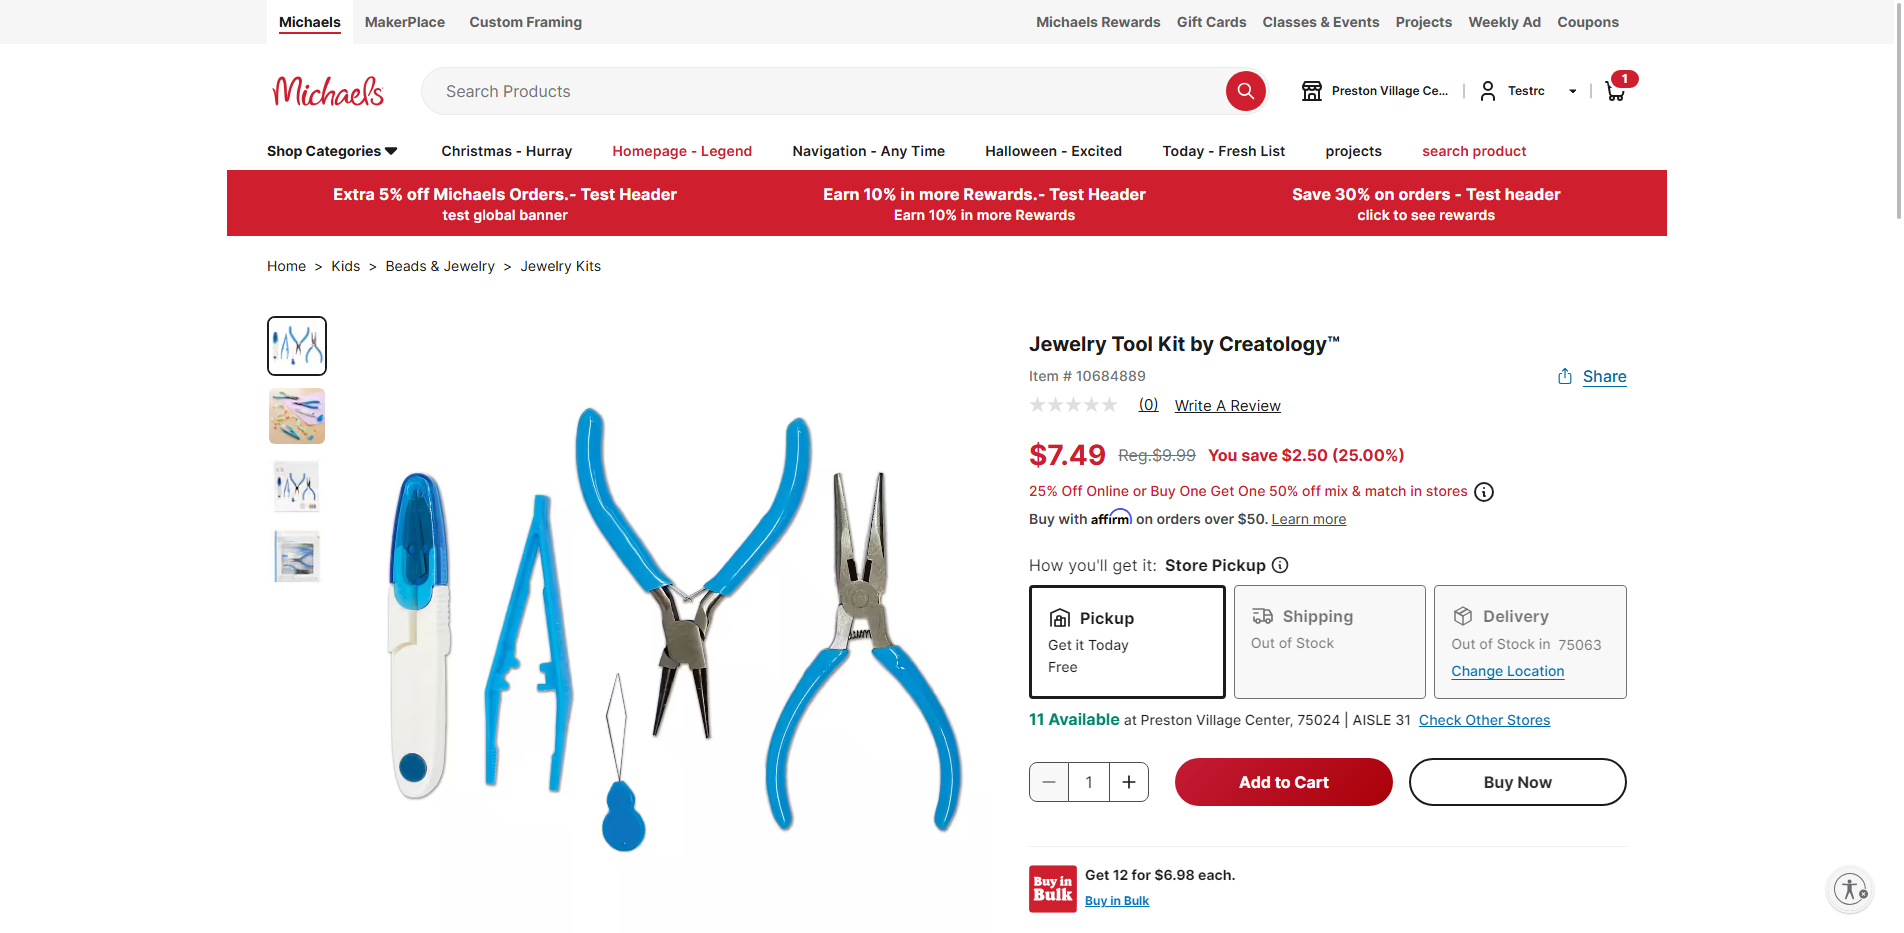 Michaels MakerPlace Custom Framing Michaels Rewards Gift Cards Classes & Events Projects Weekly Ad Coupons
Michaels Search Products Preston Village Ce... | Testrc | 1
Shop Categories Christmas - Hurray Homepage - Legend Navigation - Any Time Halloween - Excited Today - Fresh List projects search product
Extra 5% off Michaels Orders.- Test Header Earn 10% in more Rewards.- Test Header Save 30% on orders - Test header
test global banner Earn 10% in more Rewards click to see rewards
Home > Kids > Beads & Jewelry > Jewelry Kits
Jewelry Tool Kit by Creatology™
Item # 10684889 Share
(0) Write A Review
$7.49 Reg.$9.99 You save $2.50 (25.00%)
25% Off Online or Buy One Get One 50% off mix & match in stores
Buy with affirm on orders over $50. Learn more
How you'll get it: Store Pickup
Pickup
Get it Today
Free
Shipping
Out of Stock
Delivery
Out of Stock in 75063
Change Location
11 Available at Preston Village Center, 75024 | AISLE 31 Check Other Stores
1 Add to Cart Buy Now
Buy in
Bulk
Get 12 for $6.98 each.
Buy in Bulk